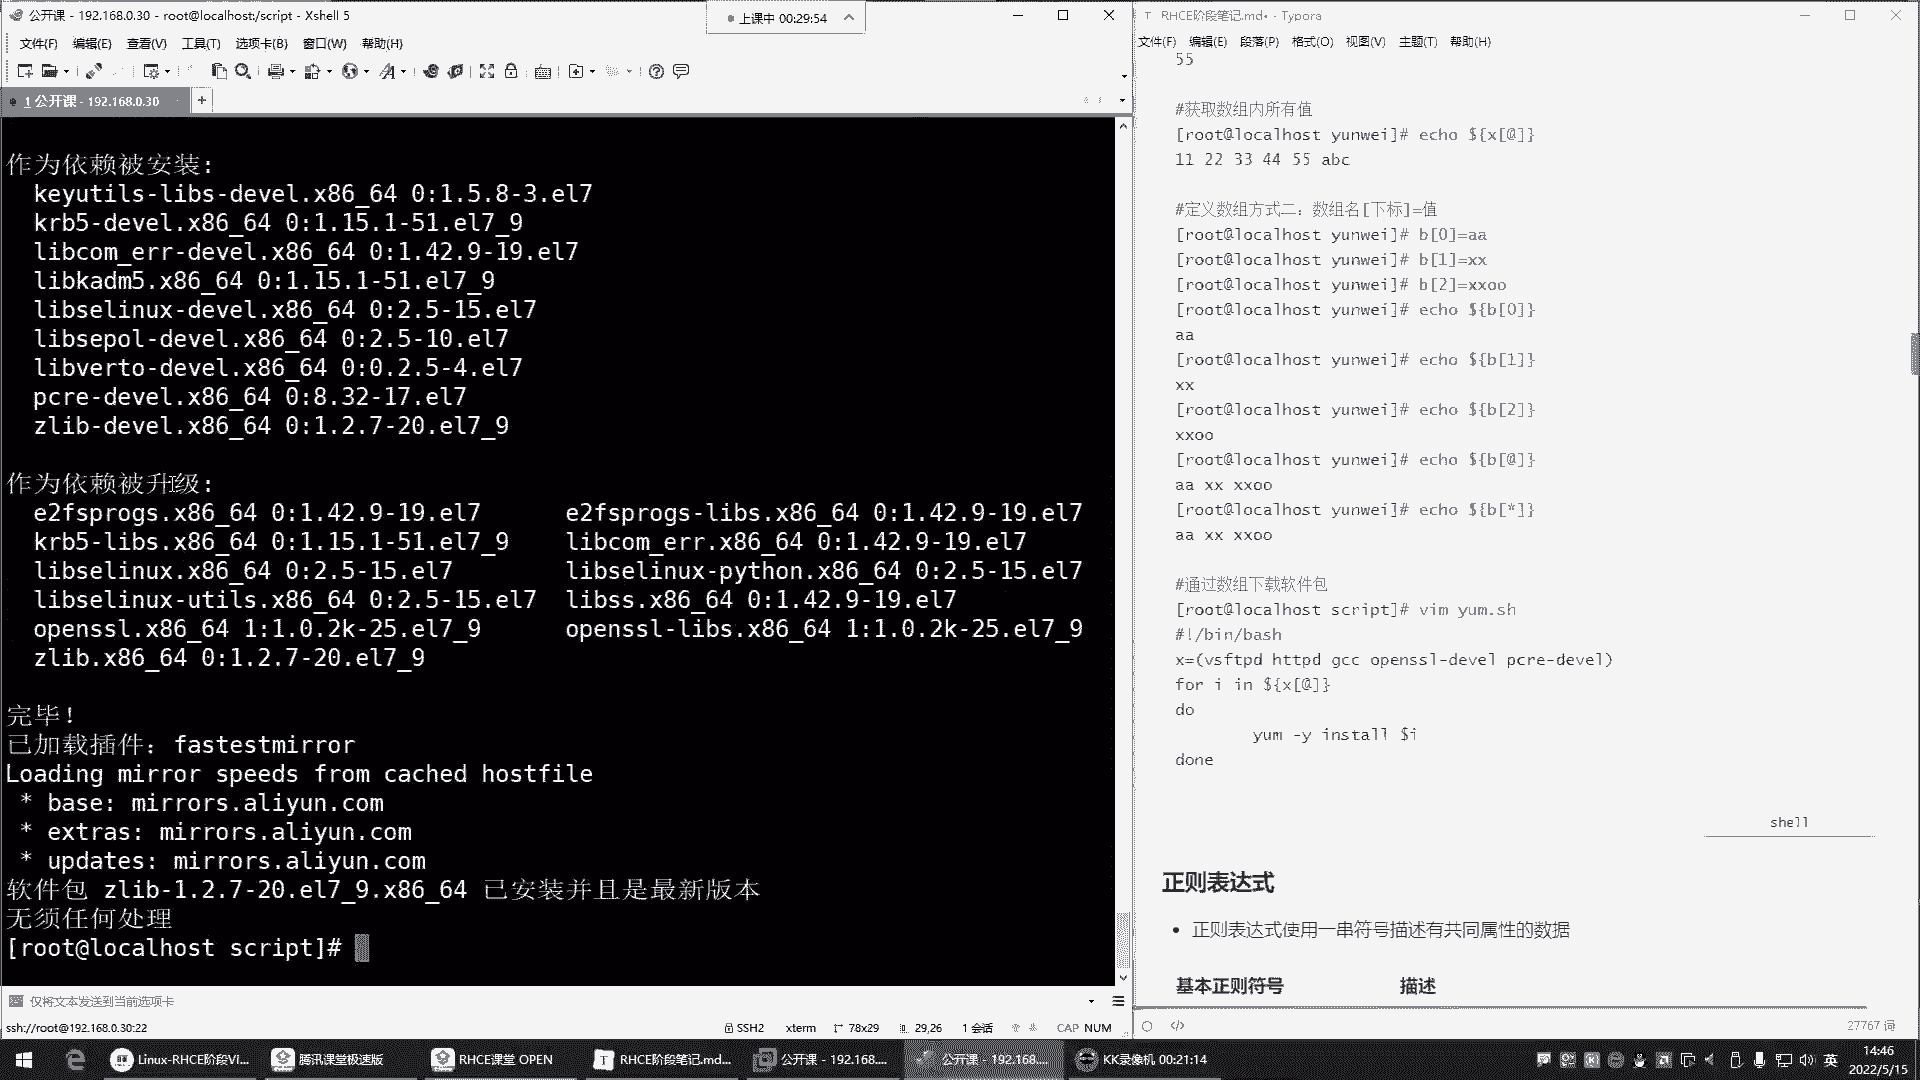 公开课 - 192.168.0.30 - root@localhost:/script - Xshell 5
上课中 00:29:54
文件(F) 编辑(E) 查看(V) 工具(T) 选项卡(B) 窗口(W) 帮助(H)
1 公开课 - 192.168.0.30
作为依赖被安装:
keyutils-libs-devel.x86_64 0:1.5.8-3.el7
krb5-devel.x86_64 0:1.15.1-51.el7_9
libcom_err-devel.x86_64 0:1.42.9-19.el7
libkadm5.x86_64 0:1.15.1-51.el7_9
libselinux-devel.x86_64 0:2.5-15.el7
libsepol-devel.x86_64 0:2.5-10.el7
libverto-devel.x86_64 0:0.2.5-4.el7
pcre-devel.x86_64 0:8.32-17.el7
zlib-devel.x86_64 0:1.2.7-20.el7_9
作为依赖被升级:
e2fsprogs.x86_64 0:1.42.9-19.el7 e2fsprogs-libs.x86_64 0:1.42.9-19.el7
krb5-libs.x86_64 0:1.15.1-51.el7_9 libcom_err.x86_64 0:1.42.9-19.el7
libselinux.x86_64 0:2.5-15.el7 libselinux-python.x86_64 0:2.5-15.el7
libselinux-utils.x86_64 0:2.5-15.el7 libss.x86_64 0:1.42.9-19.el7
openssl.x86_64 1:1.0.2k-25.el7_9 openssl-libs.x86_64 1:1.0.2k-25.el7_9
zlib.x86_64 0:1.2.7-20.el7_9
完毕!
已加载插件: fastestmirror
Loading mirror speeds from cached hostfile
* base: mirrors.aliyun.com
* extras: mirrors.aliyun.com
* updates: mirrors.aliyun.com
软件包 zlib-1.2.7-20.el7_9.x86_64 已安装并且是最新版本
无须任何处理
[root@localhost script]#
仅将文本发送到当前选项卡
ssh://root@192.168.0.30:22 SSH2 xterm 78x29 29,26 1 会话 CAP NUM
RHCE阶段笔记.md• - Typora
文件(F) 编辑(E) 段落(P) 格式(O) 视图(V) 主题(T) 帮助(H)
55
#获取数组内所有值
[root@localhost yunwei]# echo ${x[@]}
11 22 33 44 55 abc
#定义数组方式二: 数组名[下标]=值
[root@localhost yunwei]# b[0]=aa
[root@localhost yunwei]# b[1]=xx
[root@localhost yunwei]# b[2]=xxoo
[root@localhost yunwei]# echo ${b[0]}
aa
[root@localhost yunwei]# echo ${b[1]}
xx
[root@localhost yunwei]# echo ${b[2]}
xxoo
[root@localhost yunwei]# echo ${b[@]}
aa xx xxoo
[root@localhost yunwei]# echo ${b[*]}
aa xx xxoo
#通过数组下载软件包
[root@localhost script]# vim yum.sh
#!/bin/bash
x=(vsftpd httpd gcc openssl-devel pcre-devel)
for i in ${x[@]}
do
yum -y install $i
done
shell
正则表达式
• 正则表达式使用一串符号描述有共同属性的数据
基本正则符号 描述
27767 词
Linux-RHCE阶段VI... 腾讯课堂极速版 RHCE课堂 OPEN RHCE阶段笔记.md... 公开课 - 192.168.... 公开课 - 192.168.... KK录像机 00:21:14
英
14:46
2022/5/15